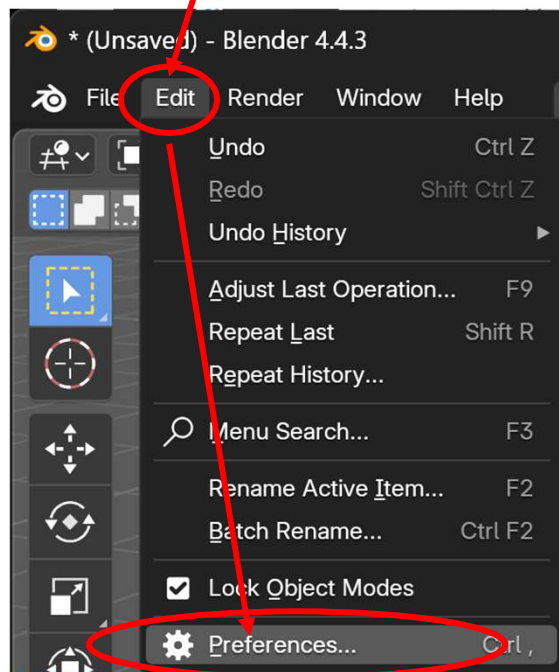 * (Unsaved) - Blender 4.4.3
File Edit Render Window Help
Undo Ctrl Z
Redo Shift Ctrl Z
Undo History
Adjust Last Operation... F9
Repeat Last Shift R
Repeat History...
Menu Search... F3
Rename Active Item... F2
Batch Rename... Ctrl F2
Lock Object Modes
Preferences... Ctrl ,